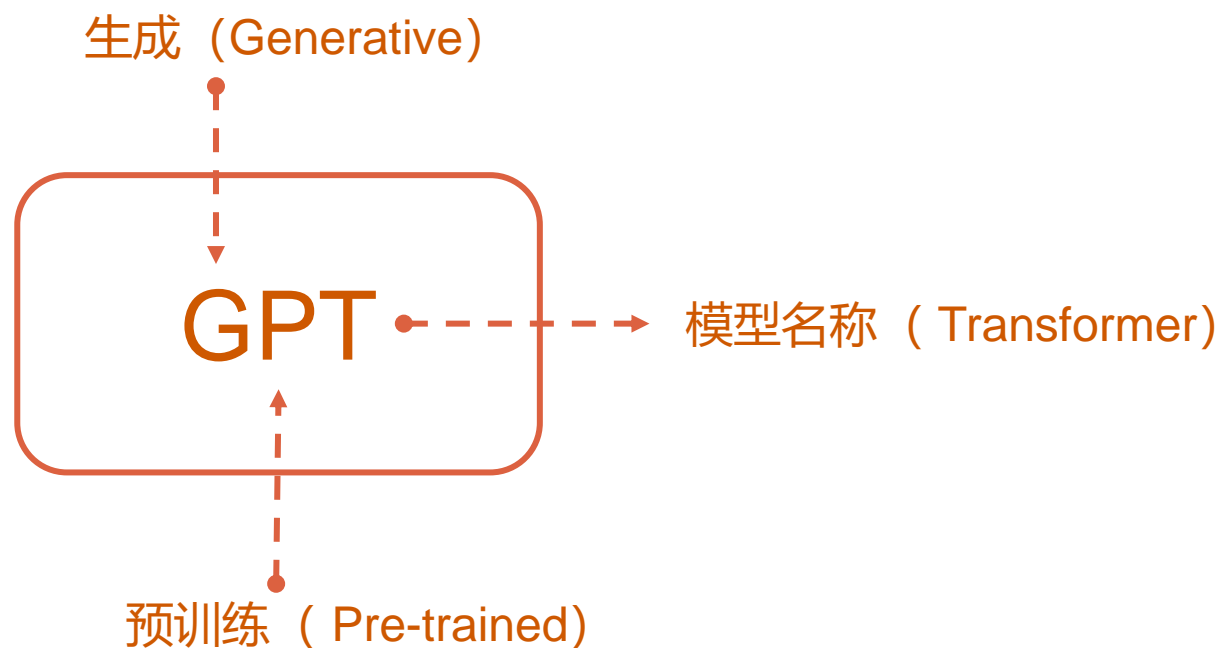 生成（Generative）
GPT
模型名称（ Transformer）
预训练（ Pre-trained）